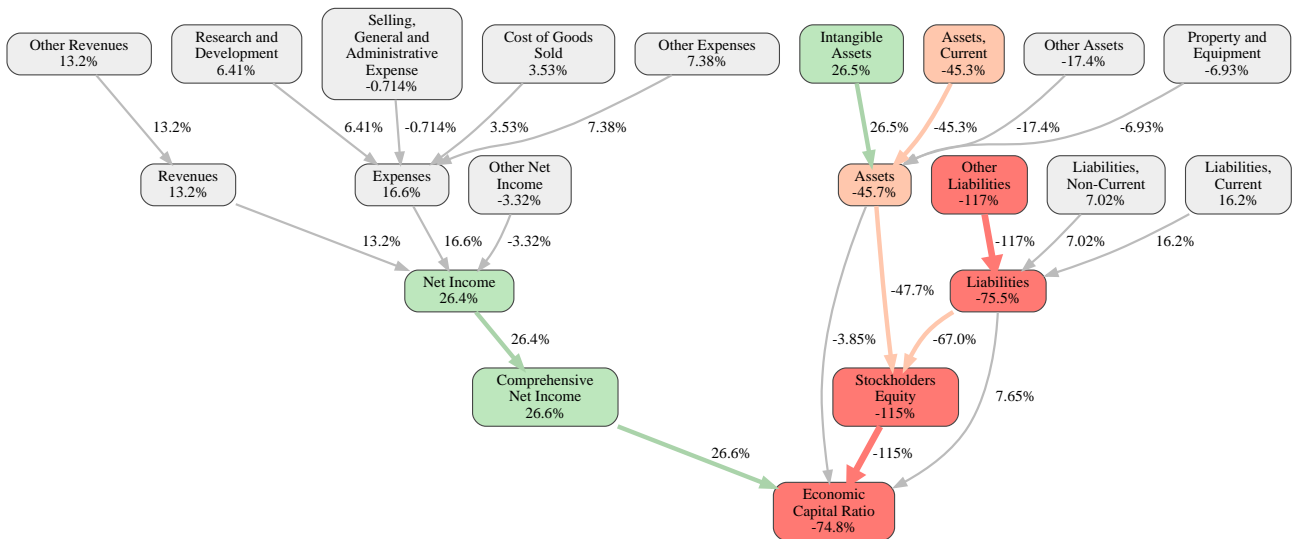 Other Revenues
13.2%
Research and
Development
6.41%
Selling,
General and
Administrative
Expense
-0.714%
Cost of Goods
Sold
3.53%
Other Expenses
7.38%
Intangible
Assets
26.5%
Assets,
Current
-45.3%
Other Assets
-17.4%
Property and
Equipment
-6.93%
13.2%
6.41%
-0.714%
3.53%
7.38%
26.5%
-45.3%
-17.4%
-6.93%
Revenues
13.2%
Expenses
16.6%
Other Net
Income
-3.32%
Assets
-45.7%
Other
Liabilities
-117%
Liabilities,
Non-Current
7.02%
Liabilities,
Current
16.2%
13.2%
16.6%
-3.32%
-117%
7.02%
16.2%
Net Income
26.4%
-47.7%
Liabilities
-75.5%
26.4%
-3.85%
-67.0%
Comprehensive
Net Income
26.6%
Stockholders
Equity
-115%
7.65%
26.6%
-115%
Economic
Capital Ratio
-74.8%